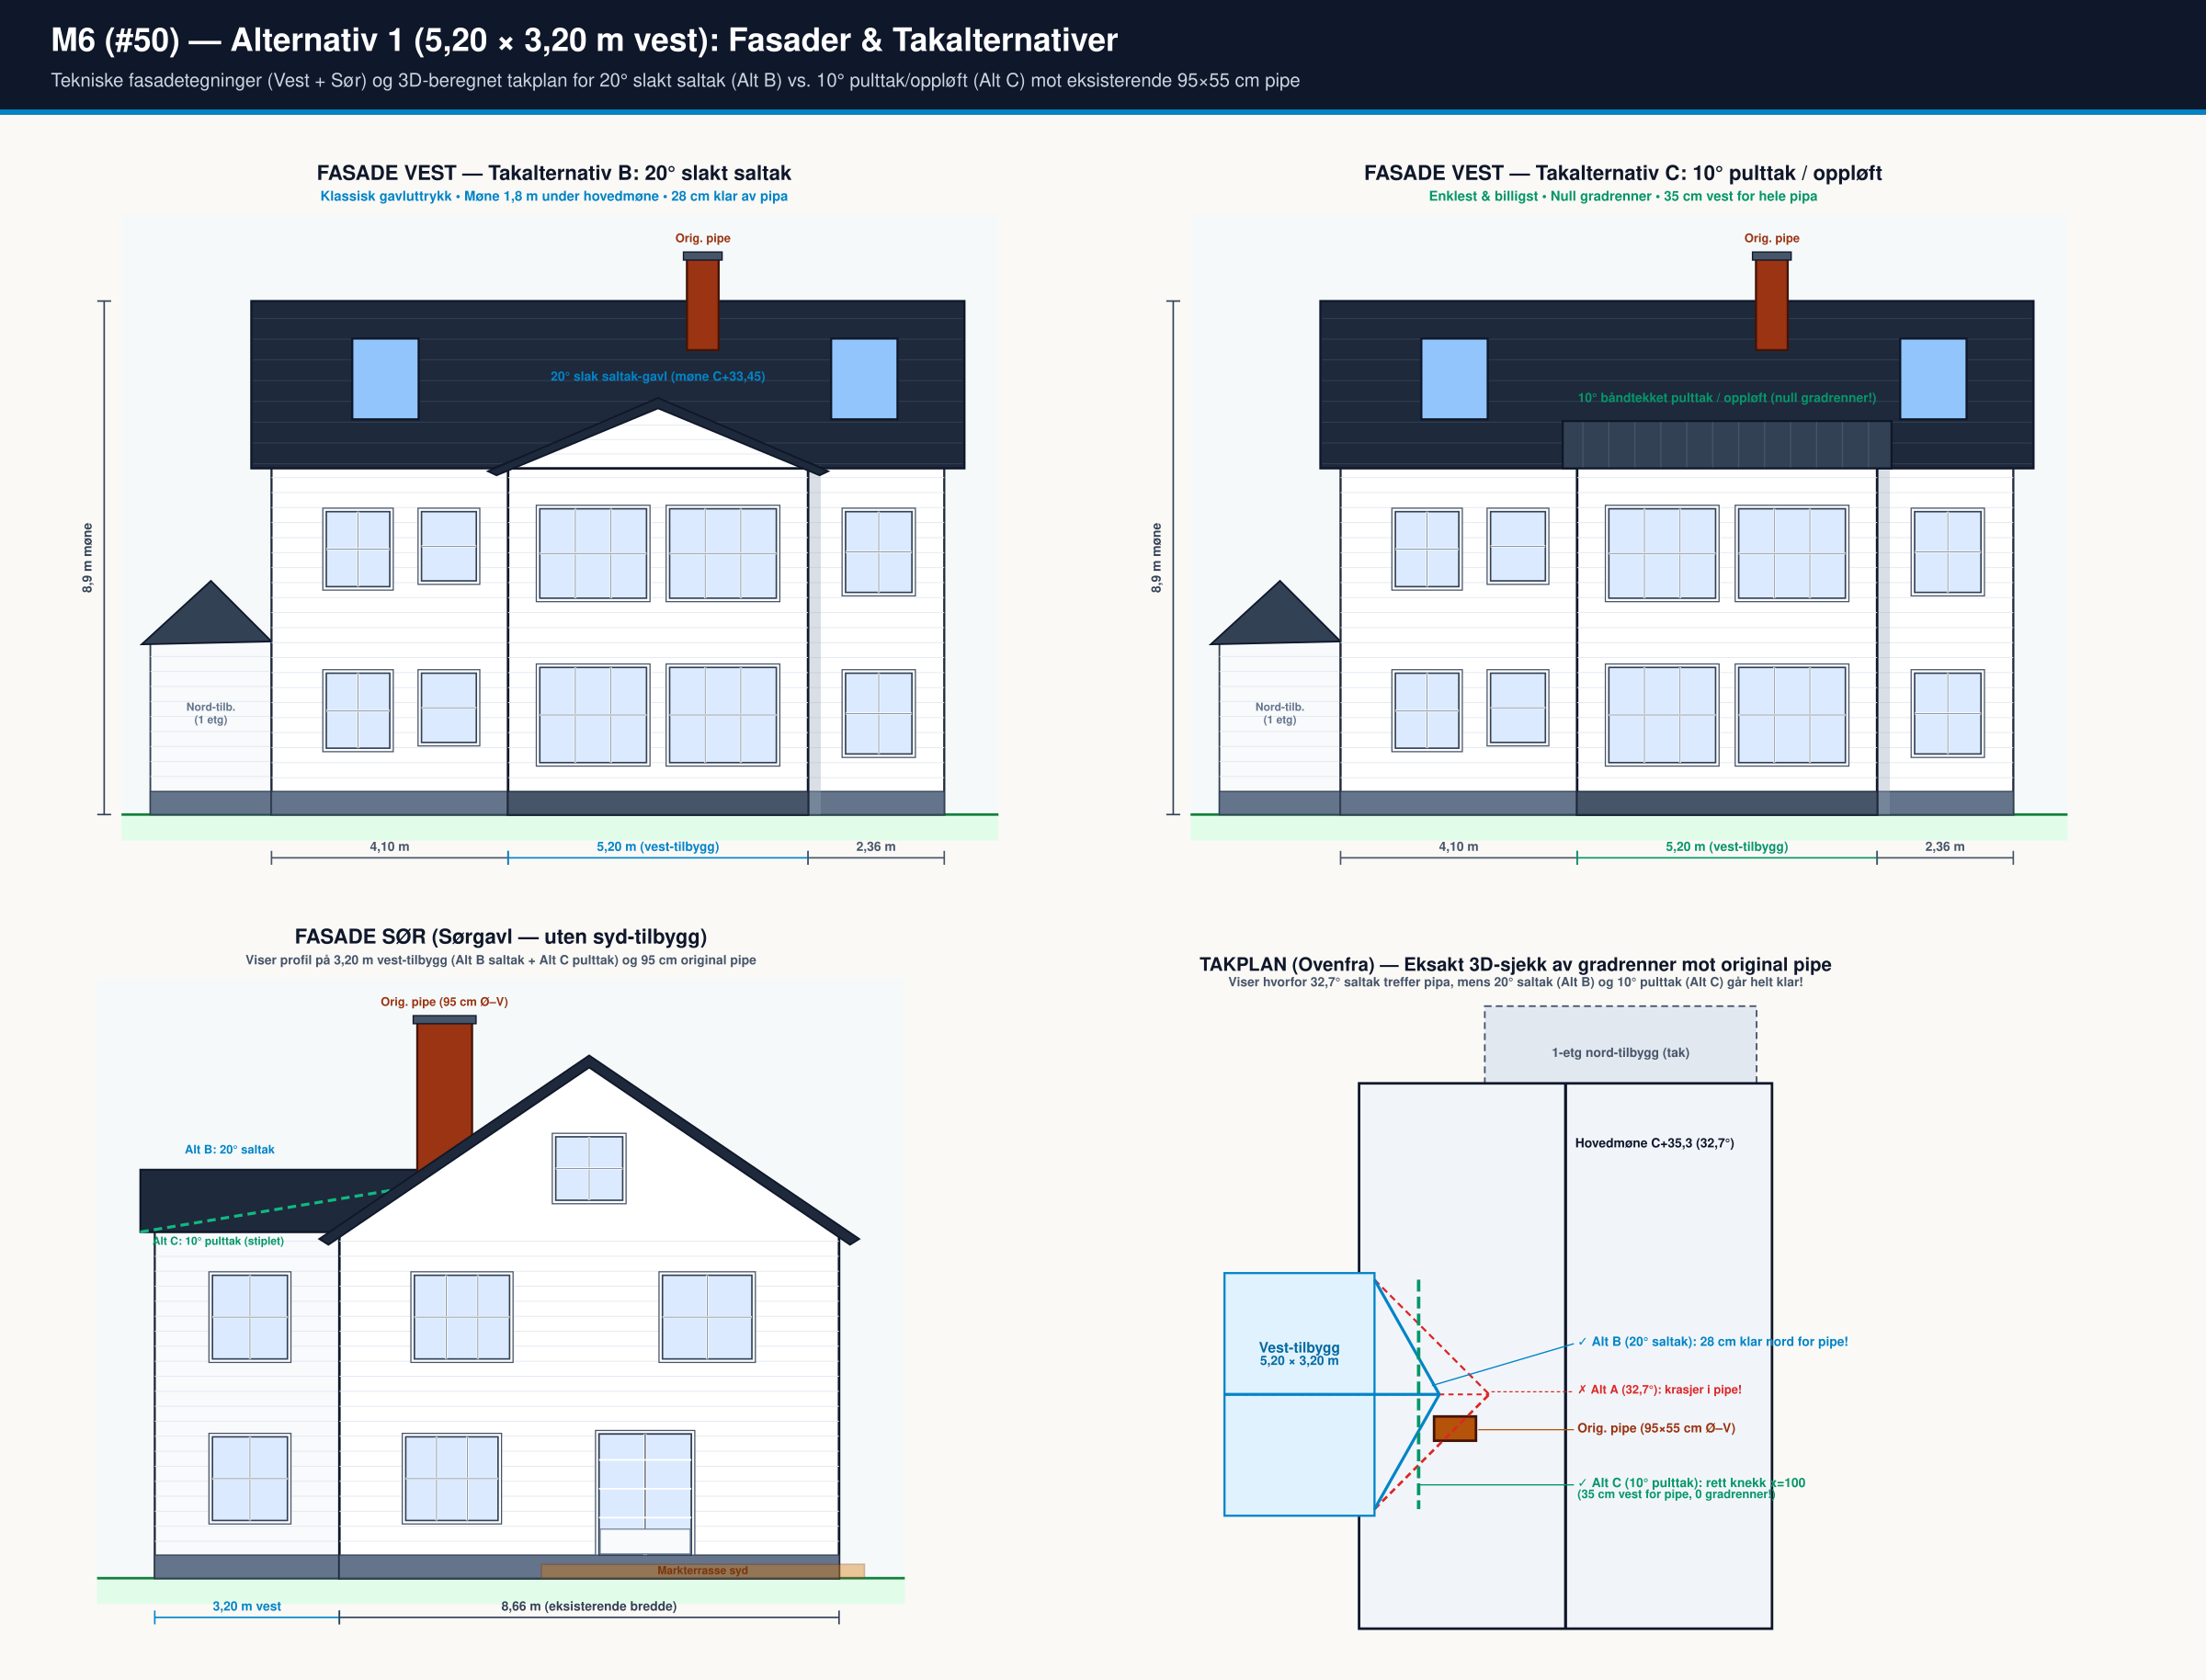 M6 (#50) — Alternativ 1 (5,20 × 3,20 m vest): Fasader & Takalternativer
Tekniske fasadetegninger (Vest + Sør) og 3D-beregnet takplan for 20° slakt saltak (Alt B) vs. 10° pulttak/oppløft (Alt C) mot eksisterende 95×55 cm pipe
FASADE VEST — Takalternativ B: 20° slakt saltak
Klassisk gavluttrykk • Møne 1,8 m under hovedmøne • 28 cm klar av pipa
Orig. pipe
20° slak saltak-gavl (møne C+33,45)
8,9 m møne
Nord-tilb.
(1 etg)
4,10 m
5,20 m (vest-tilbygg)
2,36 m
FASADE VEST — Takalternativ C: 10° pulttak / oppløft
Enklest & billigst • Null gradrenner • 35 cm vest for hele pipa
Orig. pipe
10° båndtekket pulttak / oppløft (null gradrenner!)
8,9 m møne
Nord-tilb.
(1 etg)
4,10 m
5,20 m (vest-tilbygg)
2,36 m
FASADE SØR (Sørgavl — uten syd-tilbygg)
Viser profil på 3,20 m vest-tilbygg (Alt B saltak + Alt C pulttak) og 95 cm original pipe
Orig. pipe (95 cm Ø–V)
Alt B: 20° saltak
Alt C: 10° pulttak (stiplet)
Markterrasse syd
3,20 m vest
8,66 m (eksisterende bredde)
TAKPLAN (Ovenfra) — Eksakt 3D-sjekk av gradrenner mot original pipe
Viser hvorfor 32,7° saltak treffer pipa, mens 20° saltak (Alt B) og 10° pulttak (Alt C) går helt klar!
1-etg nord-tilbygg (tak)
Hovedmøne C+35,3 (32,7°)
Vest-tilbygg
5,20 × 3,20 m
✓ Alt B (20° saltak): 28 cm klar nord for pipe!
✗ Alt A (32,7°): krasjer i pipe!
Orig. pipe (95×55 cm Ø–V)
✓ Alt C (10° pulttak): rett knekk x=100
(35 cm vest for pipe, 0 gradrenner!)